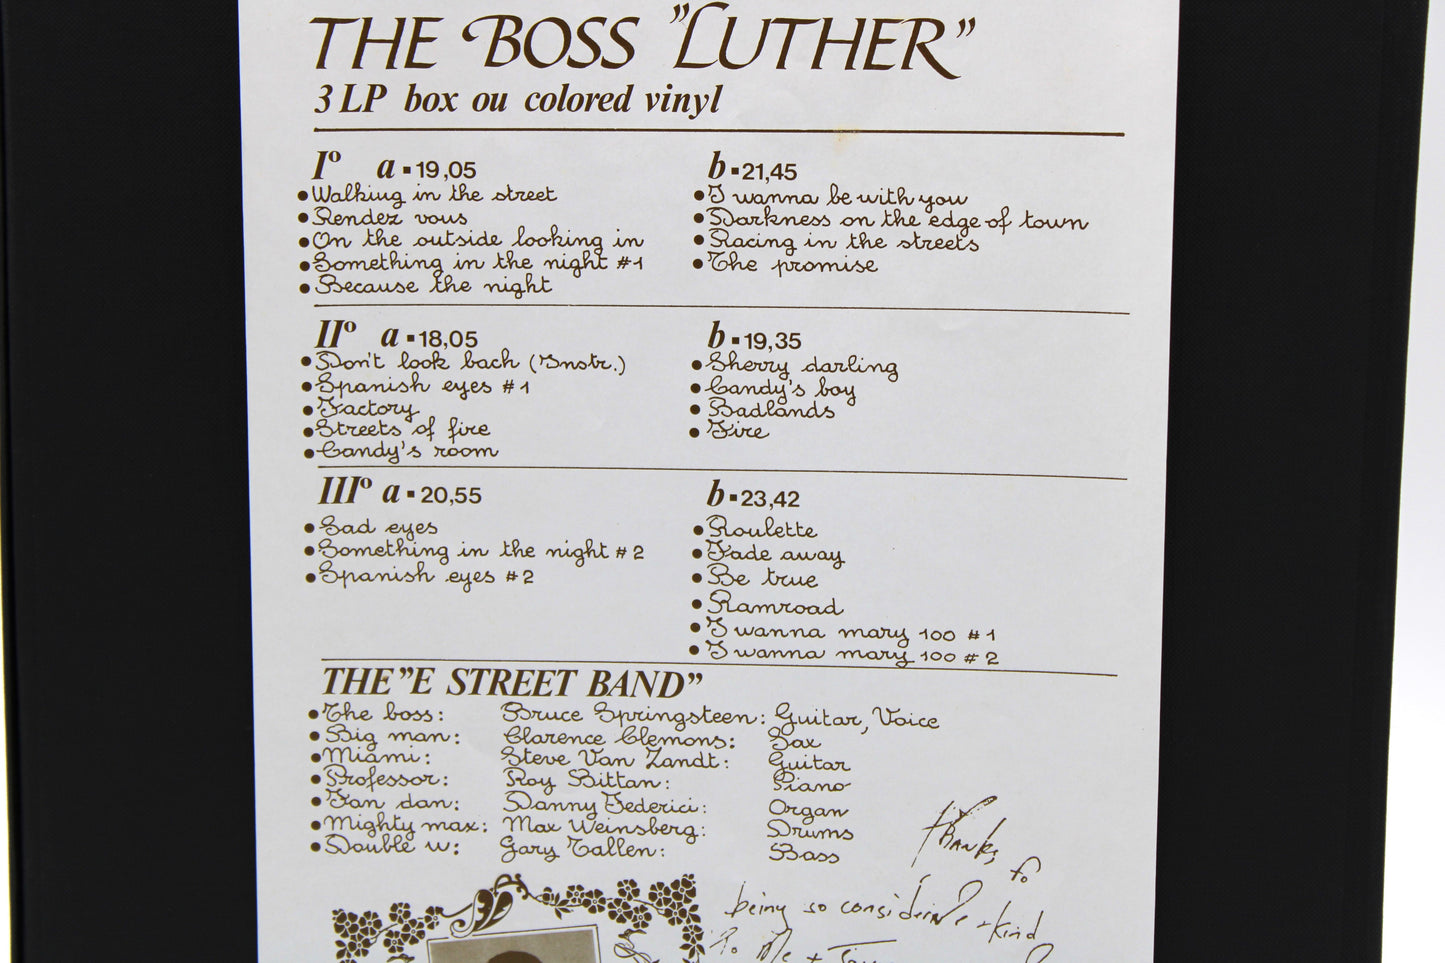 THE BOSS "LUTHER"
3 LP box ou colored vinyl
Iº a ▪ 19,05
•Walking in the street
•Rendez vous
•On the outside looking in
•Something in the night #1
•Because the night
b ▪ 21,45
•I wanna be with you
•Darkness on the edge of town
•Racing in the streets
•The promise
IIº a ▪ 18,05
•Don't look bach (Instr.)
•Spanish eyes #1
•Factory
•Streets of fire
•Candy's room
b ▪ 19,35
•Sherry darling
•Candy's boy
•Badlands
•Fire
IIIº a ▪ 20,55
•Sad eyes
•Something in the night #2
•Spanish eyes #2
b ▪ 23,42
•Roulette
•Fade away
•Be true
•Ramroad
•I wanna mary 100 #1
•I wanna mary 100 #2
THE "E STREET BAND"
•The boss: Bruce Springsteen: Guitar, Voice
•Big man: Clarence Clemons: Sax
•Miami: Steve Van Zandt: Guitar
•Professor: Roy Bittan: Piano
•Fan dan: Danny Federici: Organ
•Mighty max: Max Weinsberg: Drums
•Double w: Gary Tallen: Bass
Thanks, fo
being so considerate + kind
To Me +